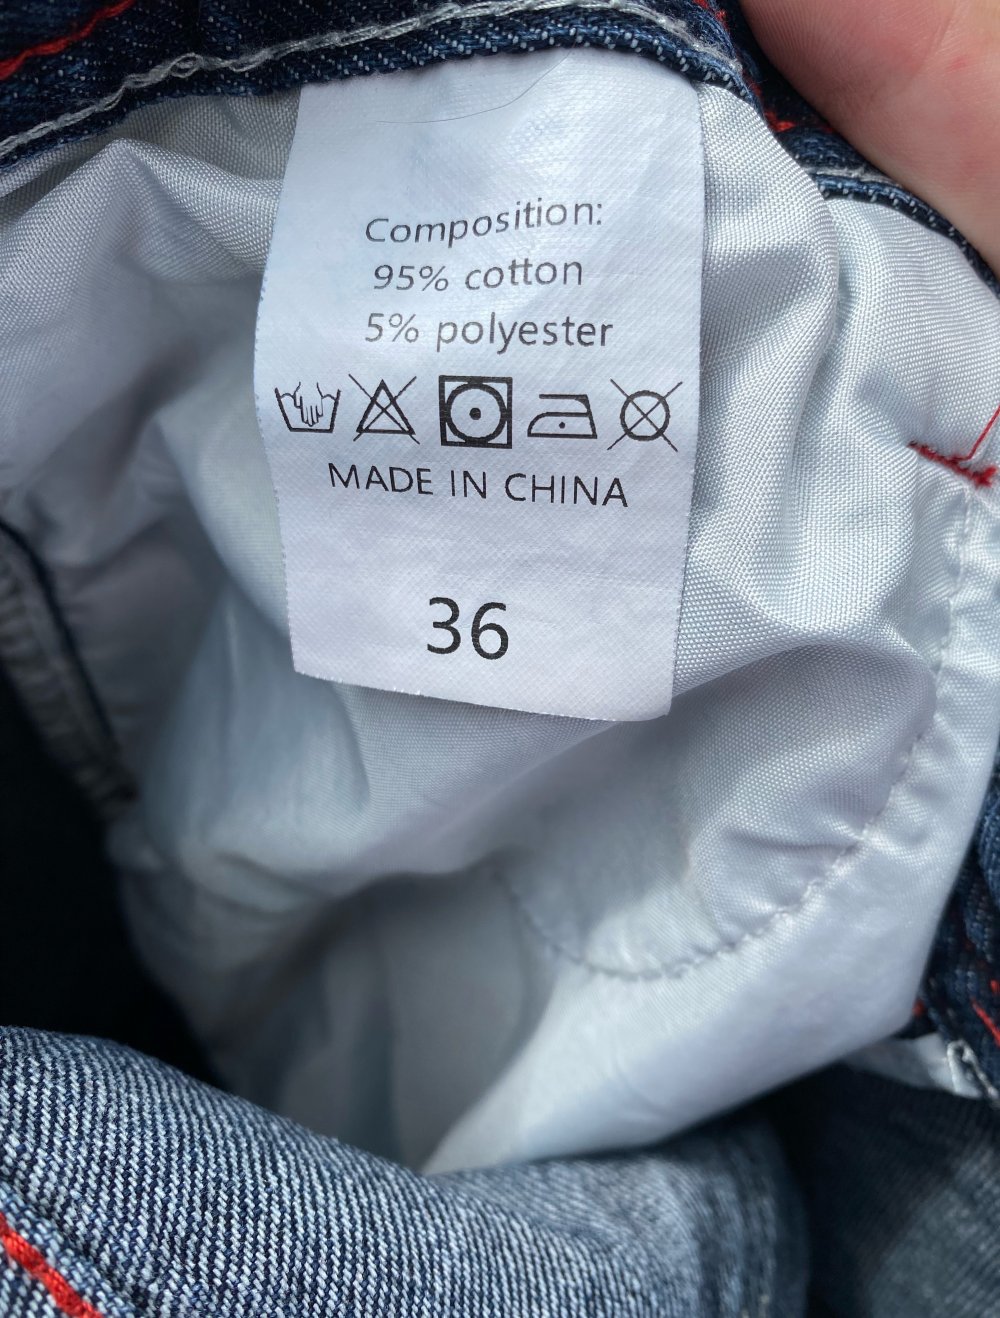 Composition:
95% cotton
5% polyester
MADE IN CHINA
36